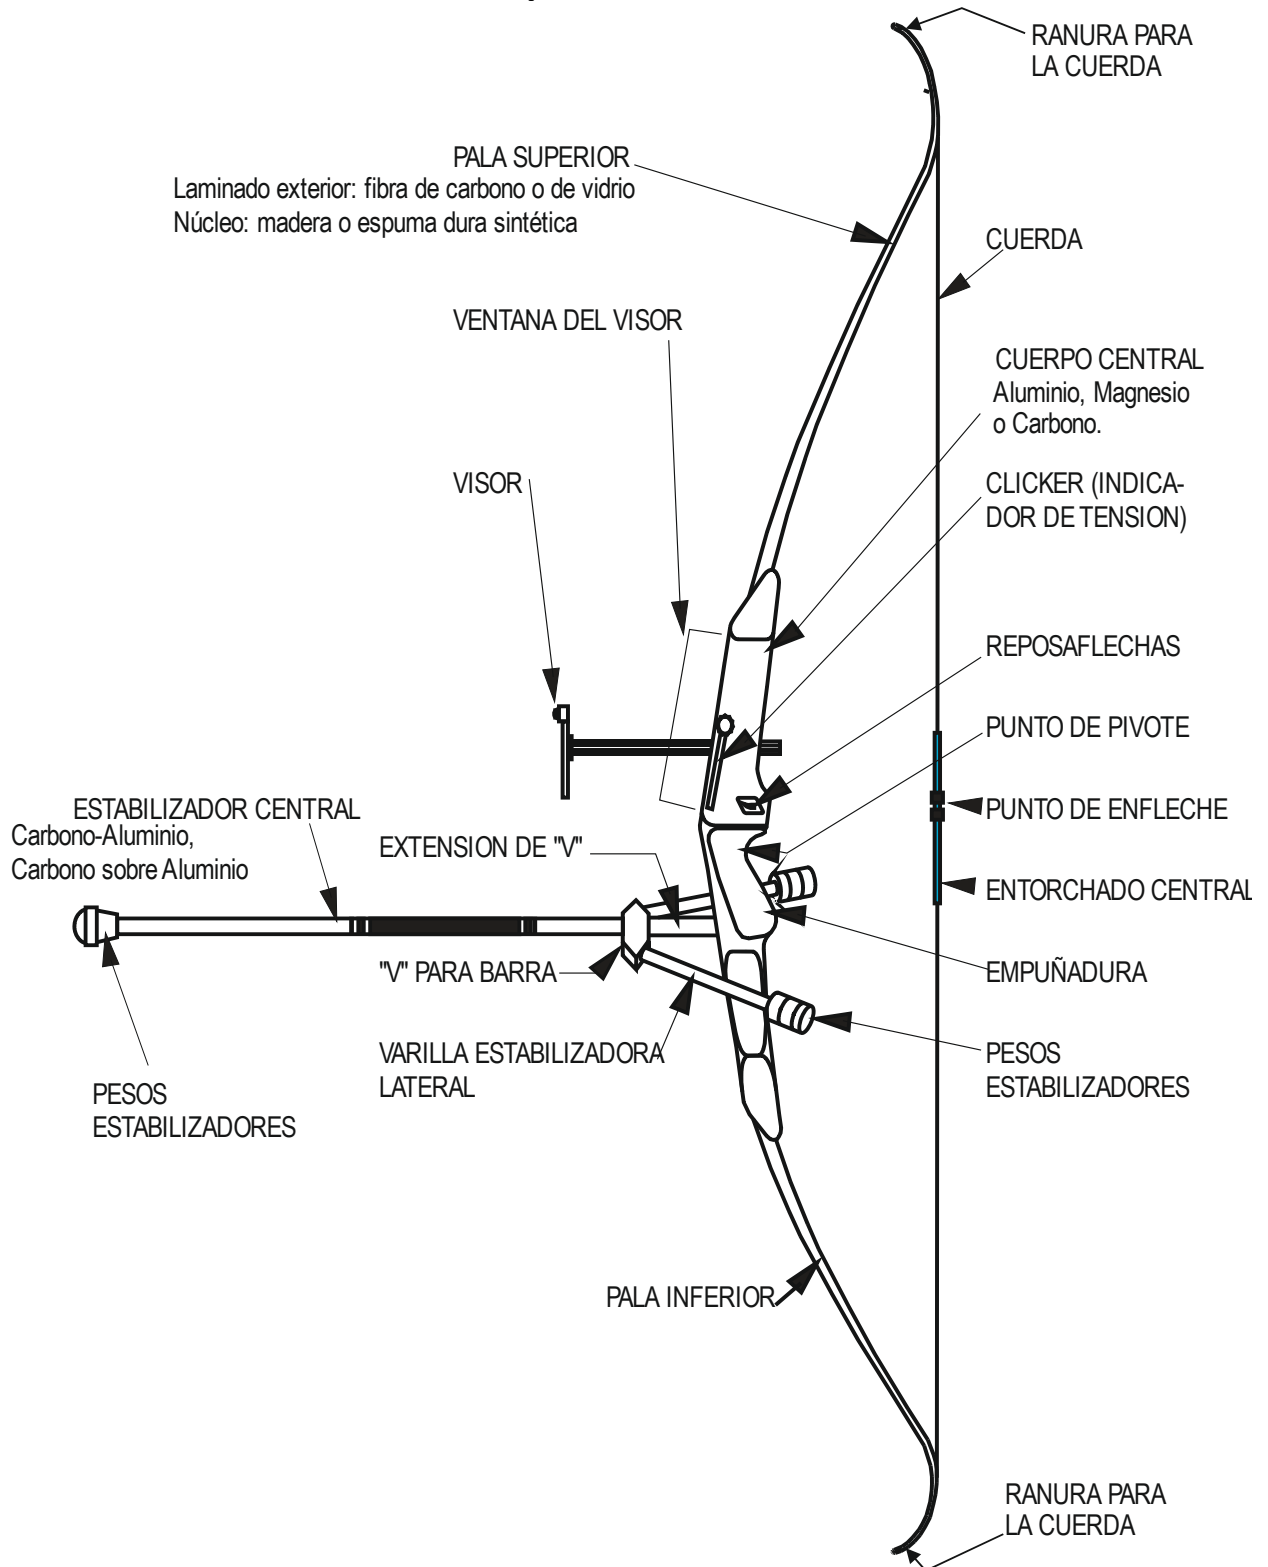 RANURA PARA
LA CUERDA
PALA SUPERIOR
Laminado exterior: fibra de carbono o de vidrio
Núcleo: madera o espuma dura sintética
CUERDA
VENTANA DEL VISOR
CUERPO CENTRAL
Aluminio, Magnesio
o Carbono.
VISOR
CLICKER (INDICA-
DOR DE TENSION)
REPOSAFLECHAS
PUNTO DE PIVOTE
ESTABILIZADOR CENTRAL
Carbono-Aluminio,
Carbono sobre Aluminio
PUNTO DE ENFLECHE
EXTENSION DE "V"
ENTORCHADO CENTRAL
"V" PARA BARRA
EMPUÑADURA
VARILLA ESTABILIZADORA
LATERAL
PESOS
ESTABILIZADORES
PESOS
ESTABILIZADORES
PALA INFERIOR
RANURA PARA
LA CUERDA